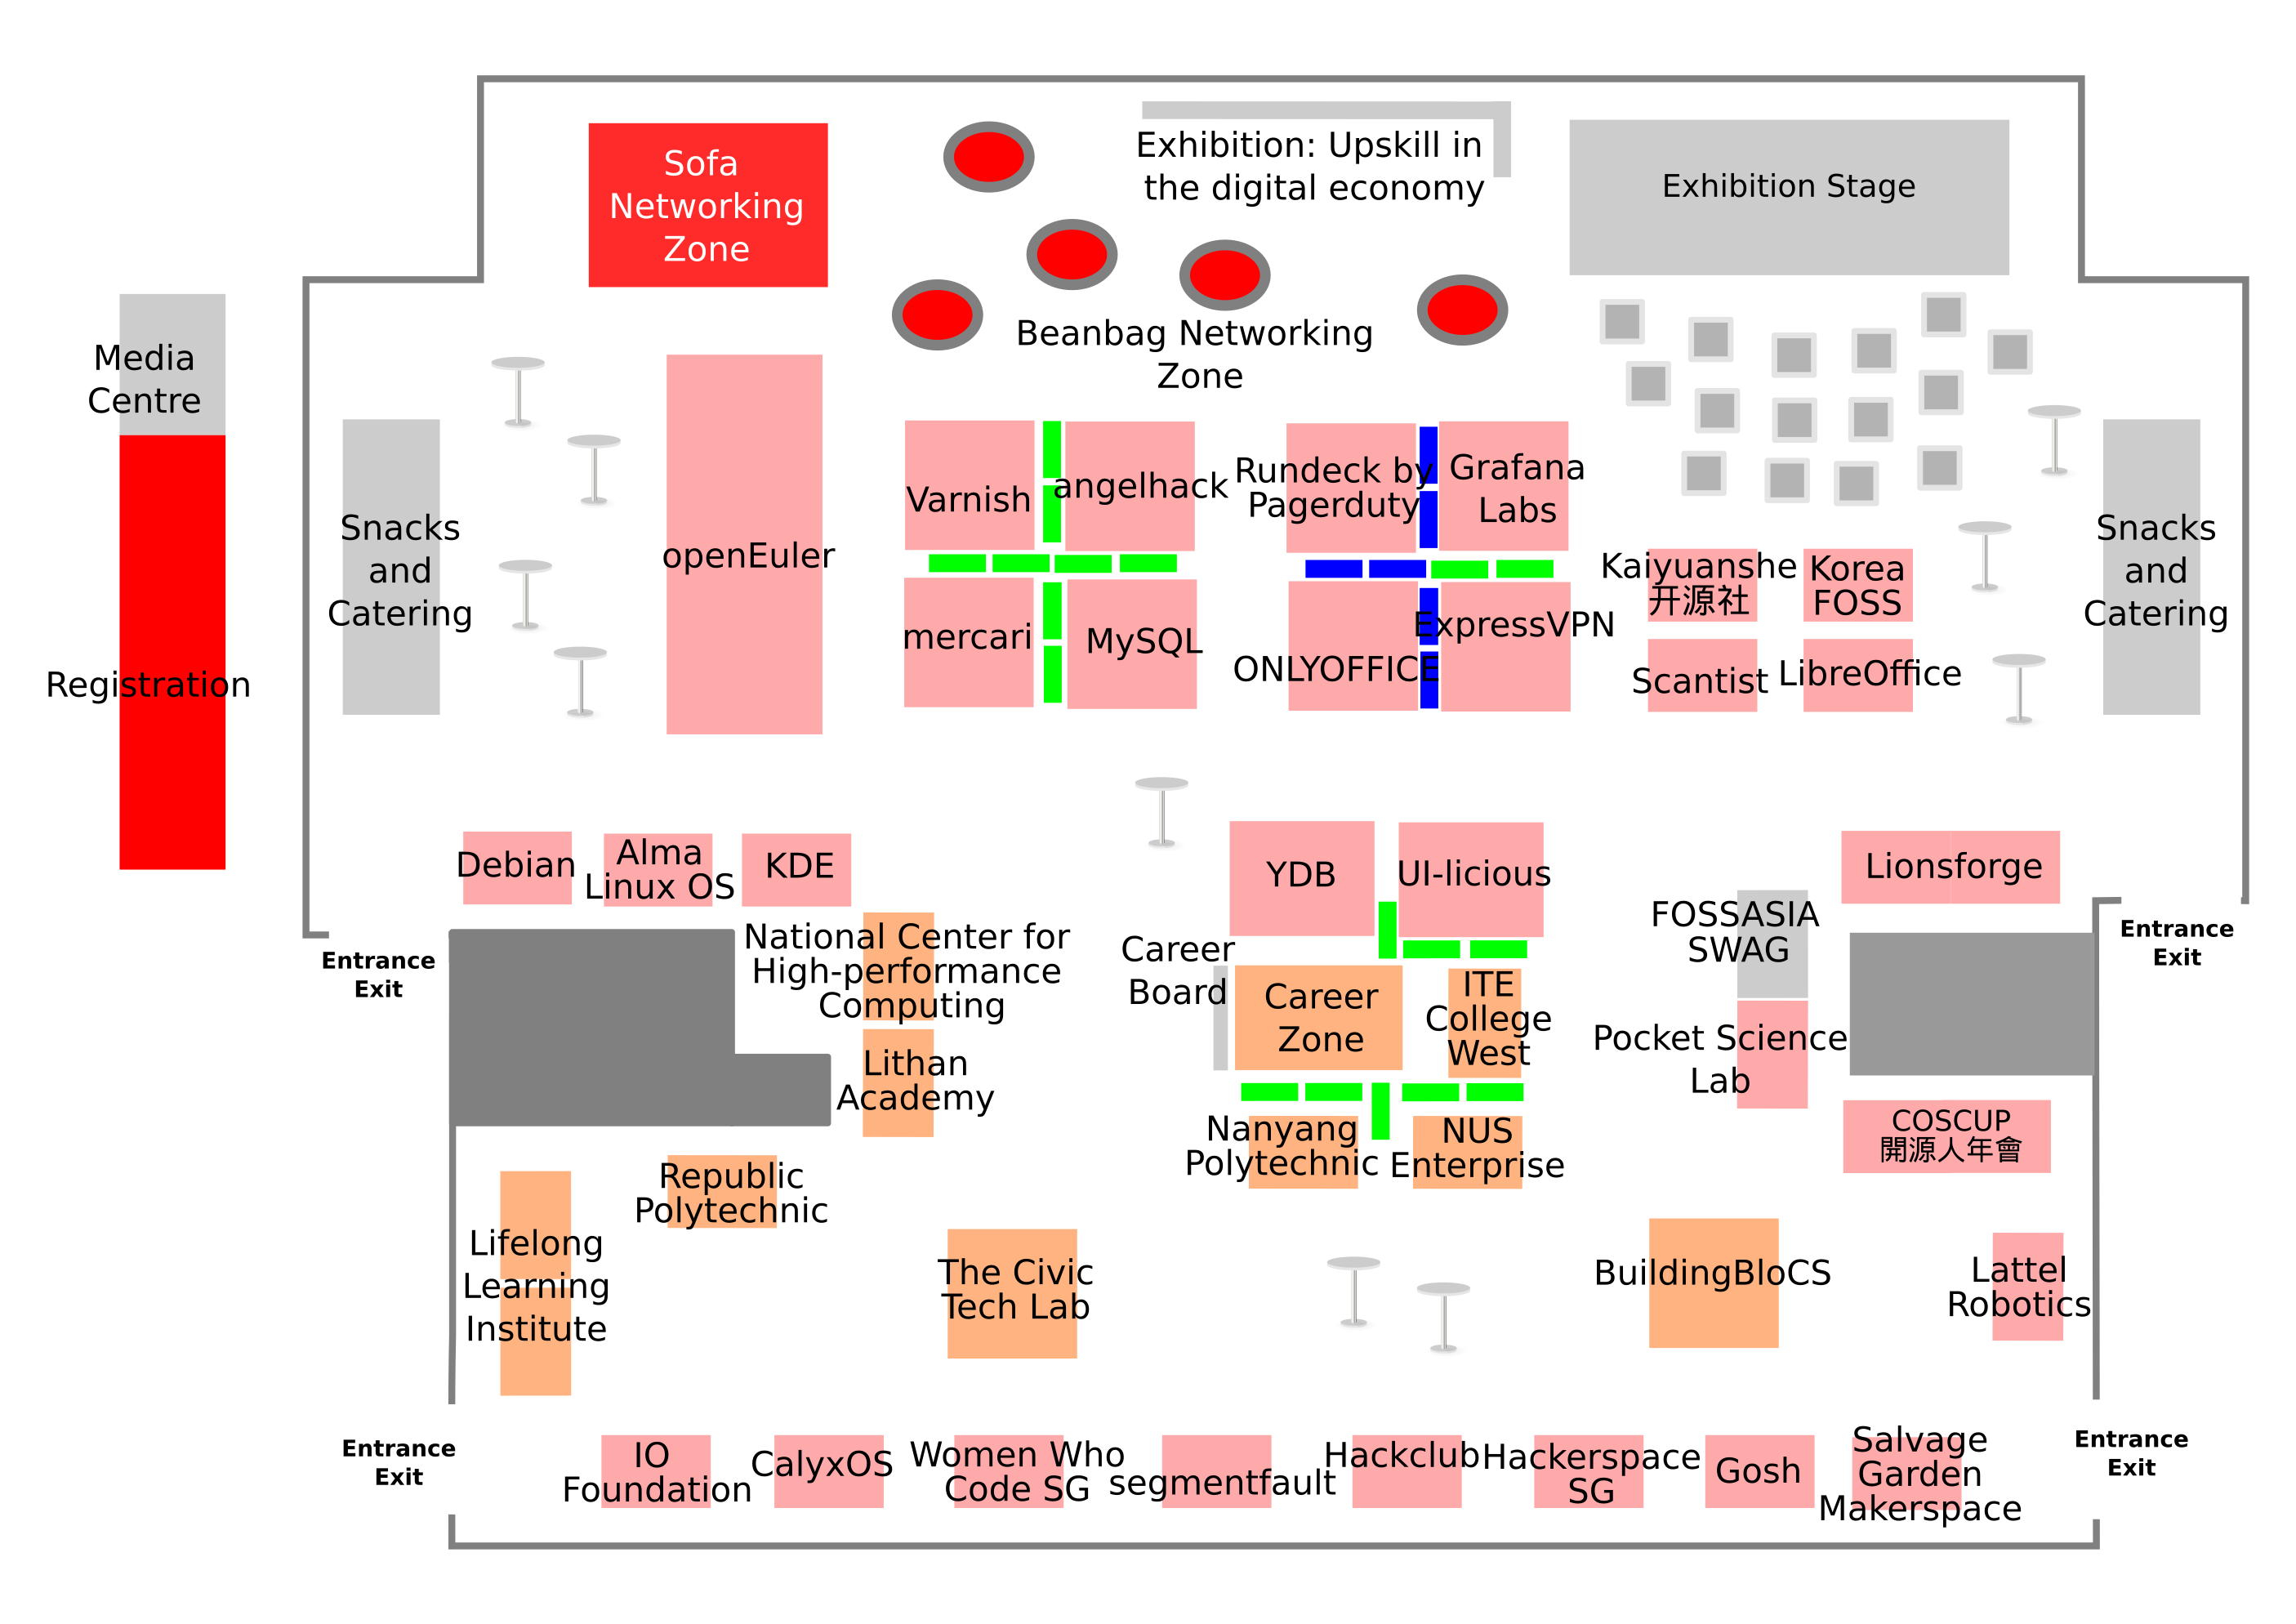 Sofa
Networking
Zone
Exhibition: Upskill in
the digital economy
Exhibition Stage
Beanbag Networking
Zone
Media
Centre
Registration
Snacks
and
Catering
openEuler
Varnish
angelhack
mercari
MySQL
Rundeck by
Pagerduty
Grafana
Labs
ONLYOFFICE
ExpressVPN
Kaiyuanshe
开源社
Korea
FOSS
Scantist
LibreOffice
Snacks
and
Catering
Debian
Alma
Linux OS
KDE
YDB
UI-licious
Lionsforge
Entrance
Exit
National Center for
High-performance
Computing
Lithan
Academy
Career
Board
Career
Zone
ITE
College
West
FOSSASIA
SWAG
Pocket Science
Lab
Entrance
Exit
Nanyang
Polytechnic
NUS
Enterprise
COSCUP
開源人年會
Republic
Polytechnic
Lifelong
Learning
Institute
The Civic
Tech Lab
BuildingBloCS
Lattel
Robotics
Entrance
Exit
IO
Foundation
CalyxOS
Women Who
Code SG
segmentfault
Hackclub
Hackerspace
SG
Gosh
Salvage
Garden
Makerspace
Entrance
Exit